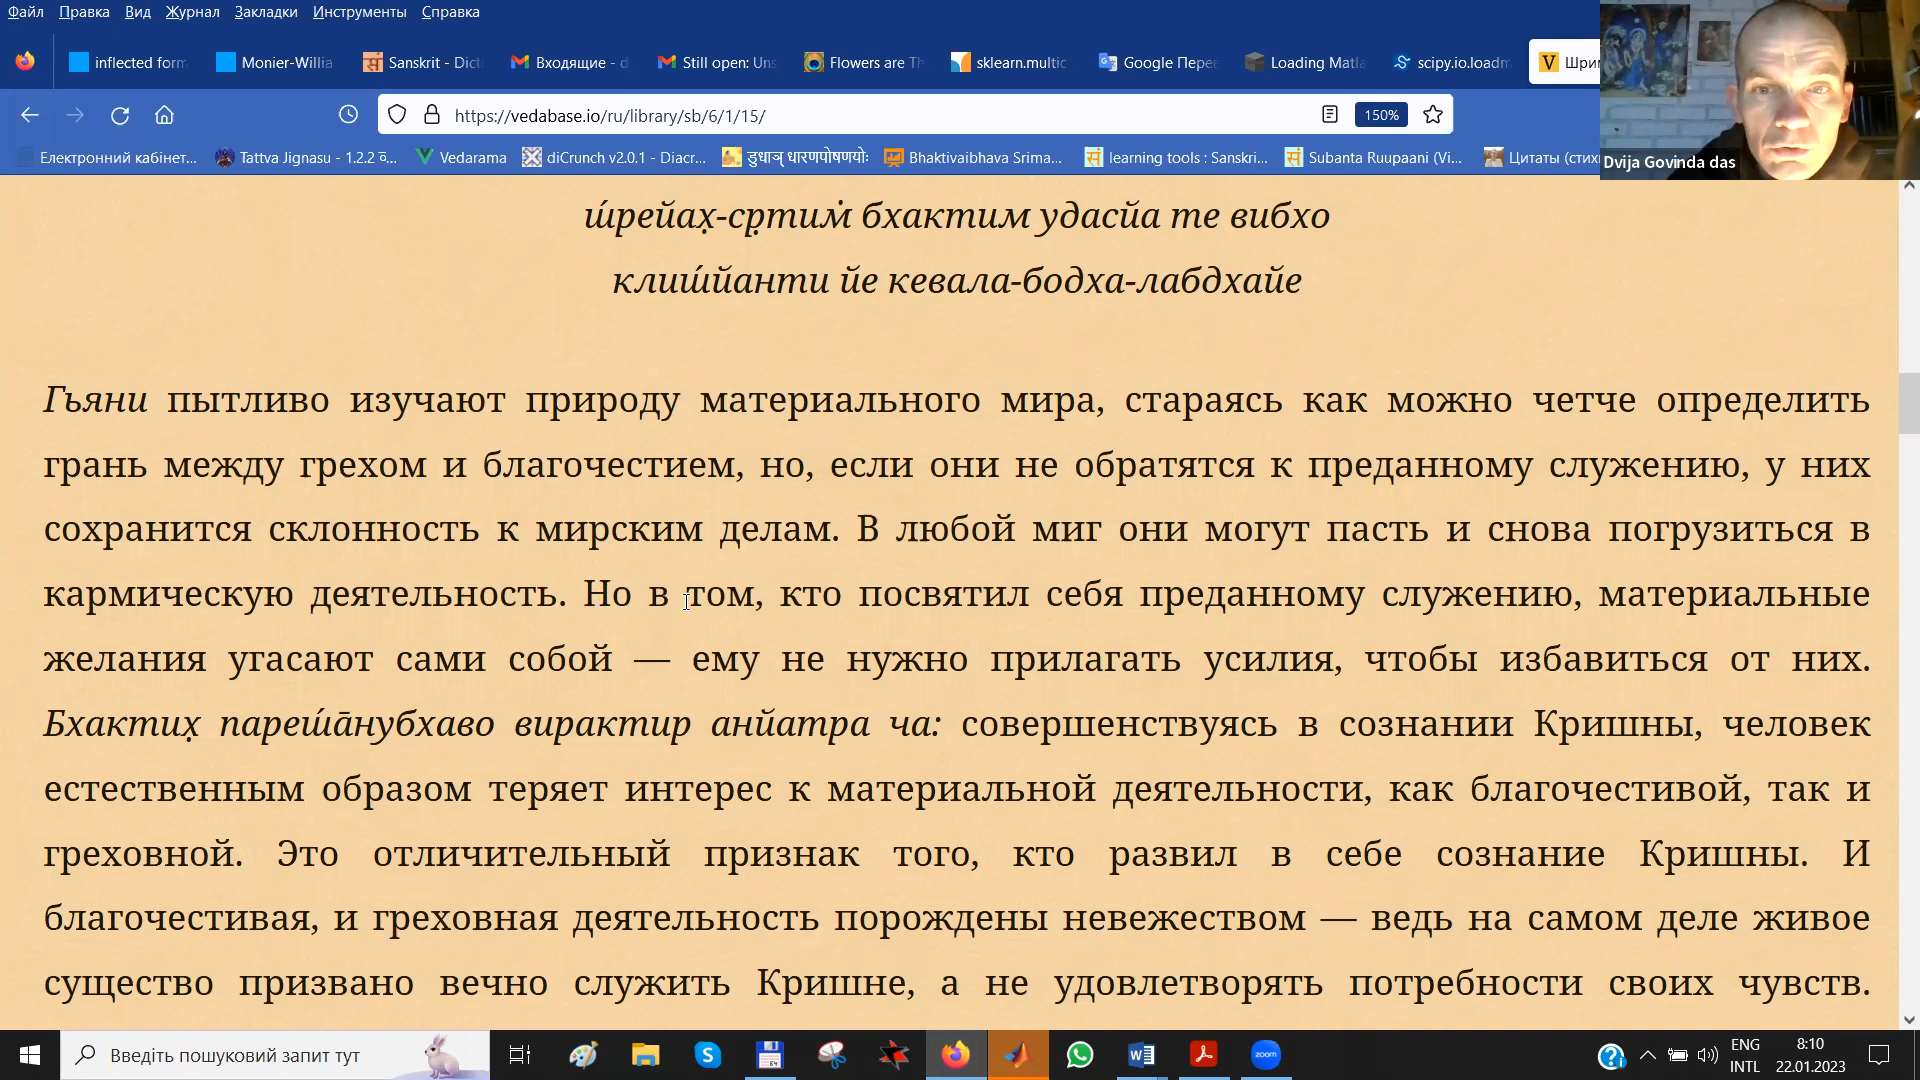 Файл Правка Вид Журнал Закладки Инструменты Справка
inflected form Monier-Willia Sanskrit - Dict Входящие - d Still open: Uns Flowers are Th sklearn.multic Google Пере Loading Matla scipy.io.loadm Шри
https://vedabase.io/ru/library/sb/6/1/15/ 150%
Електронний кабінет... Tattva Jignasu - 1.2.2 Vedarama diCrunch v2.0.1 - Diacr... डुधाञ् धारणपोषणयोः Bhaktivaibhava Srima... learning tools : Sanskri... Subanta Ruupaani (Vi... Цитаты (стих
Dvija Govinda das
ш́рейах̣-ср̣тим̇ бхактим удасйа те вибхо
клиш́йанти йе кевала-бодха-лабдхайе
Гьяни пытливо изучают природу материального мира, стараясь как можно четче определить
грань между грехом и благочестием, но, если они не обратятся к преданному служению, у них
сохранится склонность к мирским делам. В любой миг они могут пасть и снова погрузиться в
кармическую деятельность. Но в том, кто посвятил себя преданному служению, материальные
желания угасают сами собой — ему не нужно прилагать усилия, чтобы избавиться от них.
Бхактих̣ пареш́а̄нубхаво вирактир анйатра ча: совершенствуясь в сознании Кришны, человек
естественным образом теряет интерес к материальной деятельности, как благочестивой, так и
греховной. Это отличительный признак того, кто развил в себе сознание Кришны. И
благочестивая, и греховная деятельность порождены невежеством — ведь на самом деле живое
существо призвано вечно служить Кришне, а не удовлетворять потребности своих чувств.
Введіть пошуковий запит тут
zoom
ENG
INTL
8:10
22.01.2023